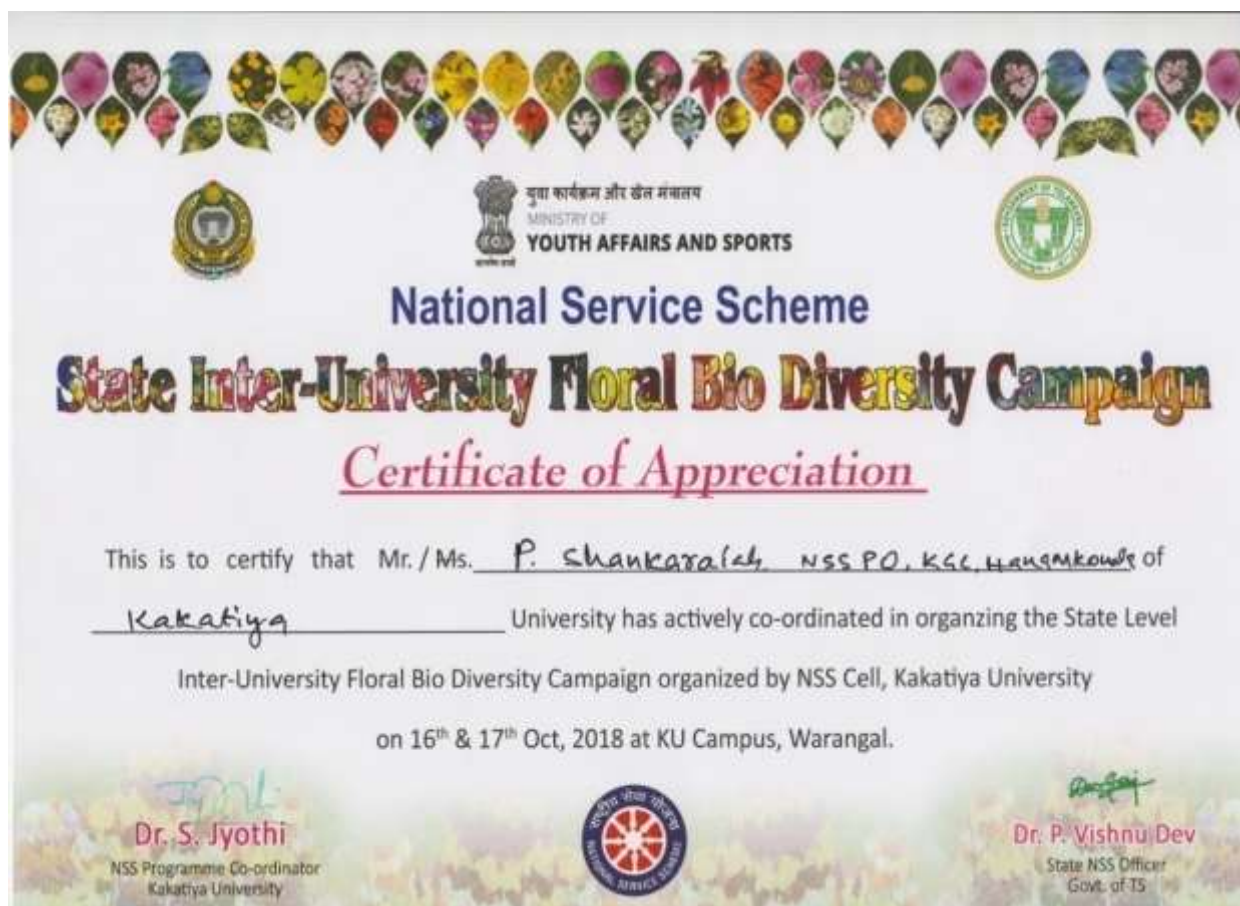 युवा कार्यक्रम और खेल मंत्रालय
MINISTRY OF
YOUTH AFFAIRS AND SPORTS
National Service Scheme
State Inter-University Floral Bio Diversity Campaign
Certificate of Appreciation
This is to certify that Mr. / Ms. P. Shankaraiah NSS PO, KGC, Hanamkonda of
Kakatiya University has actively co-ordinated in organzing the State Level
Inter-University Floral Bio Diversity Campaign organized by NSS Cell, Kakatiya University
on 16th & 17th Oct, 2018 at KU Campus, Warangal.
Dr. S. Jyothi
NSS Programme Co-ordinator
Kakatiya University
राष्ट्रीय सेवा योजना
NATIONAL SERVICE SCHEME
Dr. P. Vishnu Dev
State NSS Officer
Govt. of TS